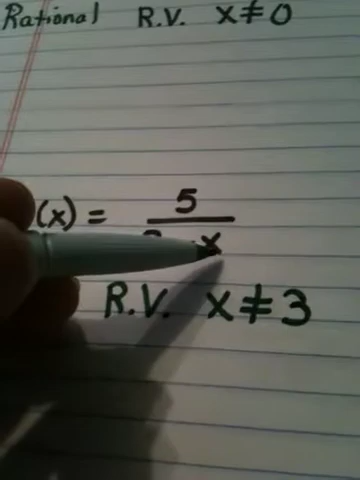 Rational R.V. x≠0
(x) = 5
x
R.V. x≠3